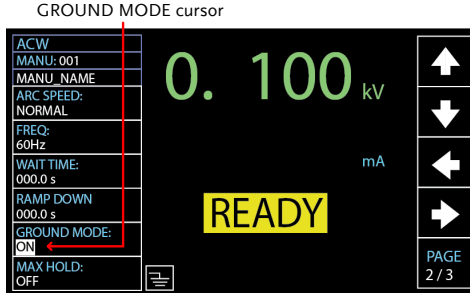 GROUND MODE cursor
ACW
MANU: 001
MANU_NAME
ARC SPEED:
NORMAL
FREQ:
60Hz
WAIT TIME:
000.0 s
RAMP DOWN
000.0 s
GROUND MODE:
ON
MAX HOLD:
OFF
0. 100 kV
mA
READY
PAGE
2 / 3